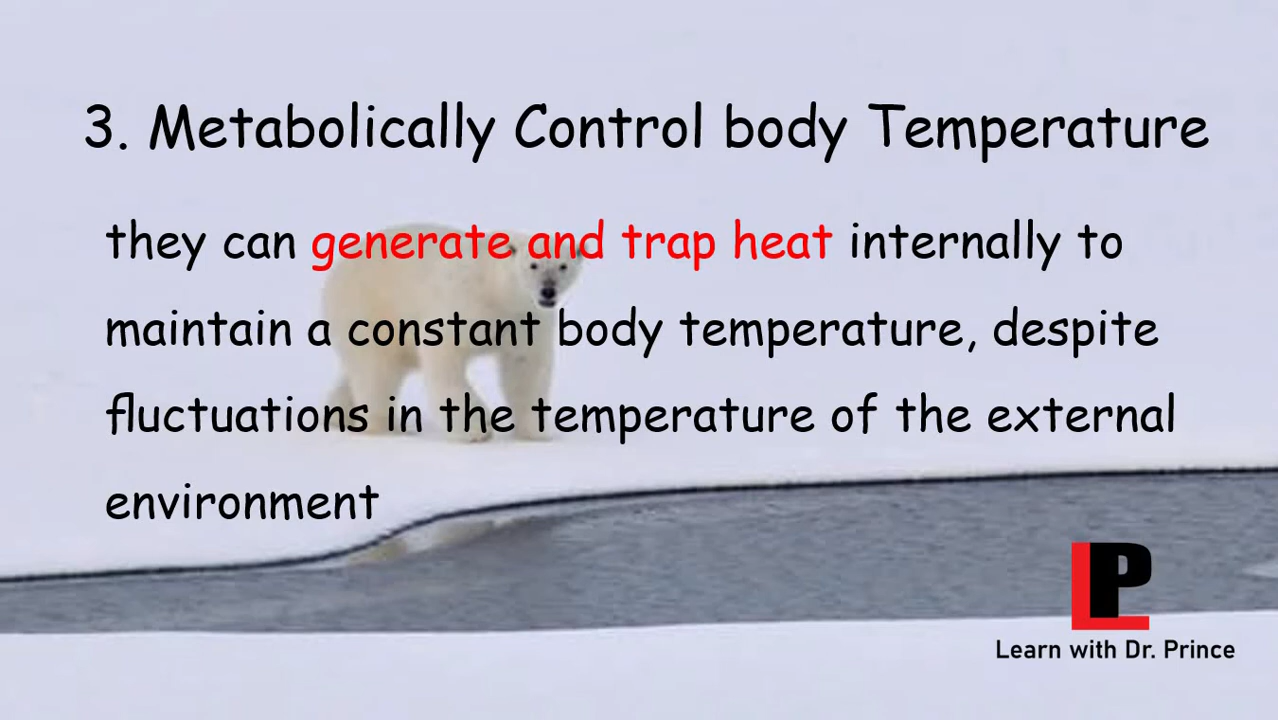 3. Metabolically Control body Temperature
they can generate and trap heat internally to
maintain a constant body temperature, despite
fluctuations in the temperature of the external
environment
LP
Learn with Dr. Prince